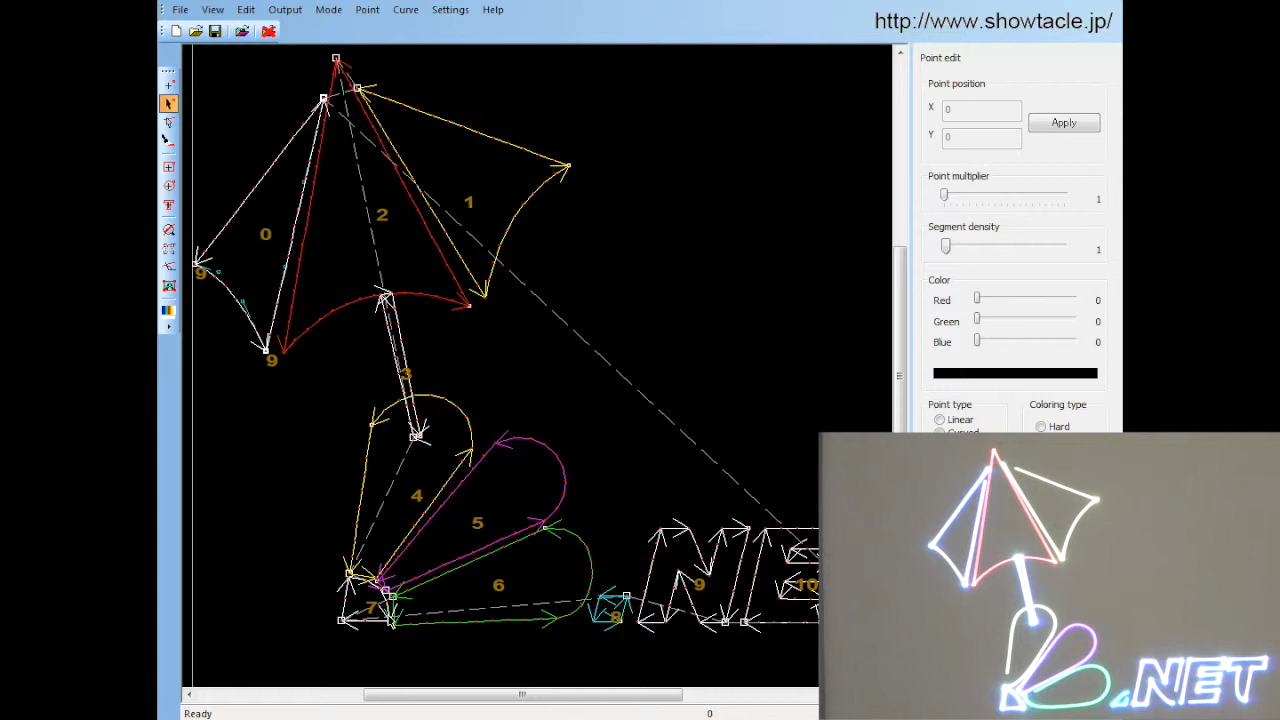 File View Edit Output Mode Point Curve Settings Help
http://www.showtacle.jp/
Point edit
Point position
X 0
Apply
Y 0
Point multiplier
1
Segment density
1
Color
Red 0
Green 0
Blue 0
Point type Coloring type
Linear Hard
Curved
0
1
2
9
9
3
4
5
6
7
8
9
10
.NET
Ready 0